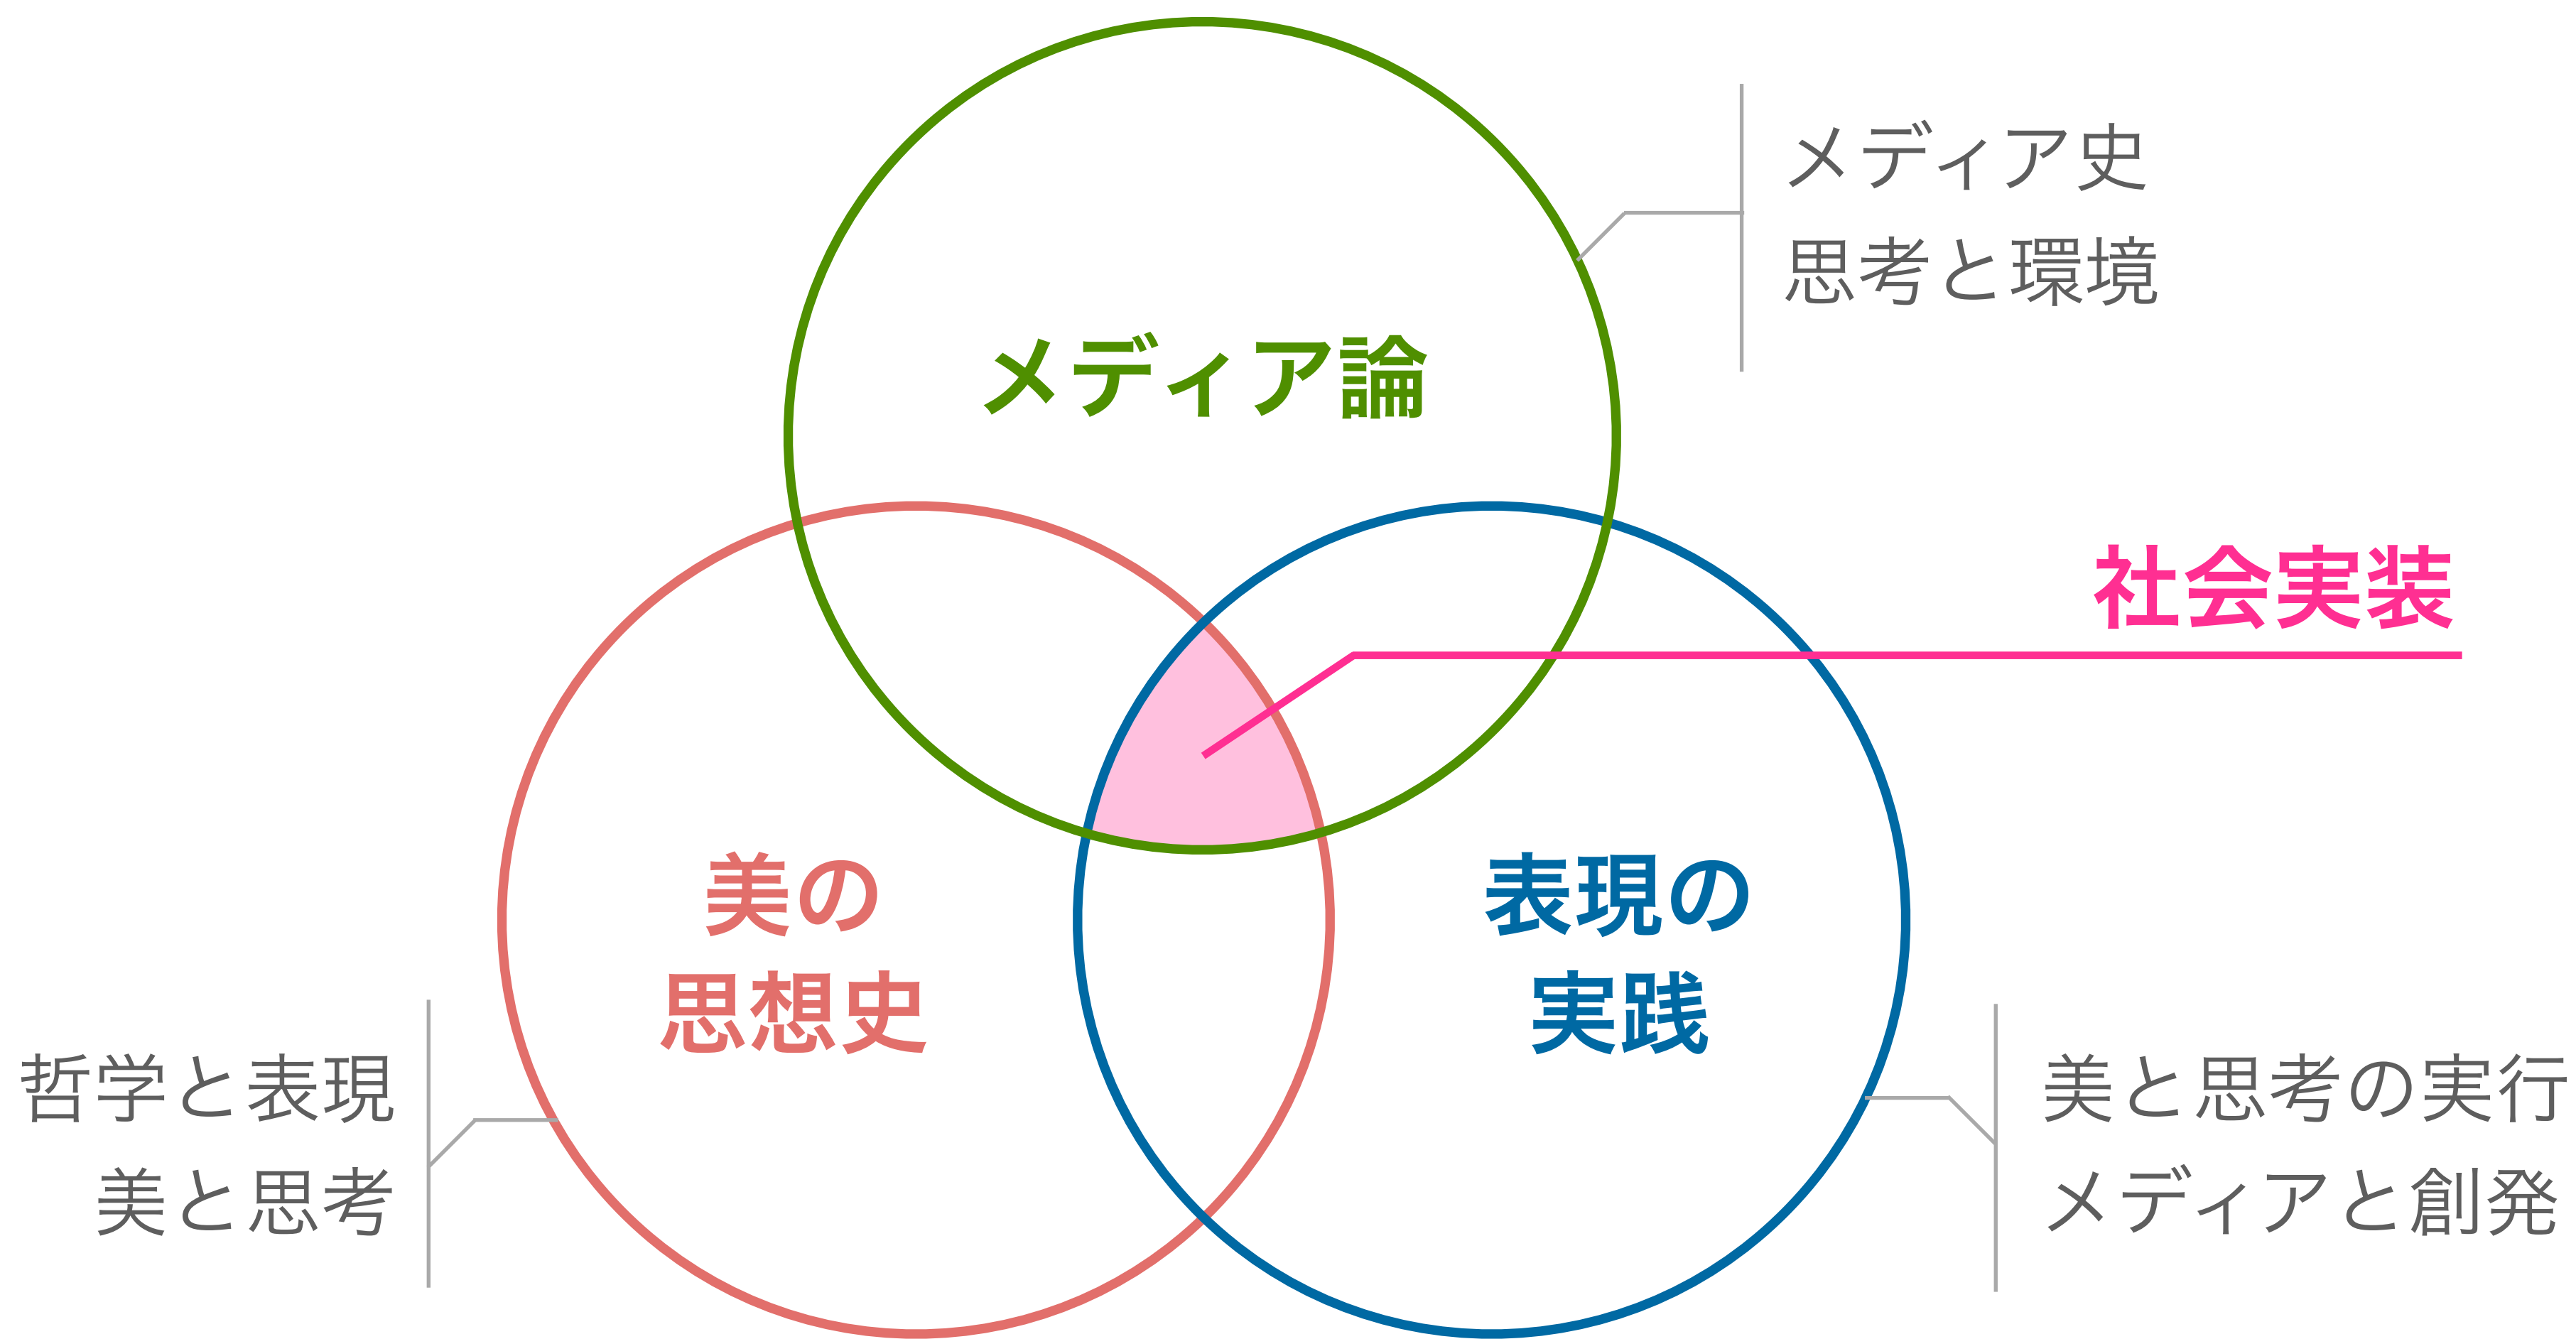 メディア史
思考と環境
メディア論
社会実装
美の
思想史
表現の
実践
哲学と表現
美と思考
美と思考の実行
メディアと創発